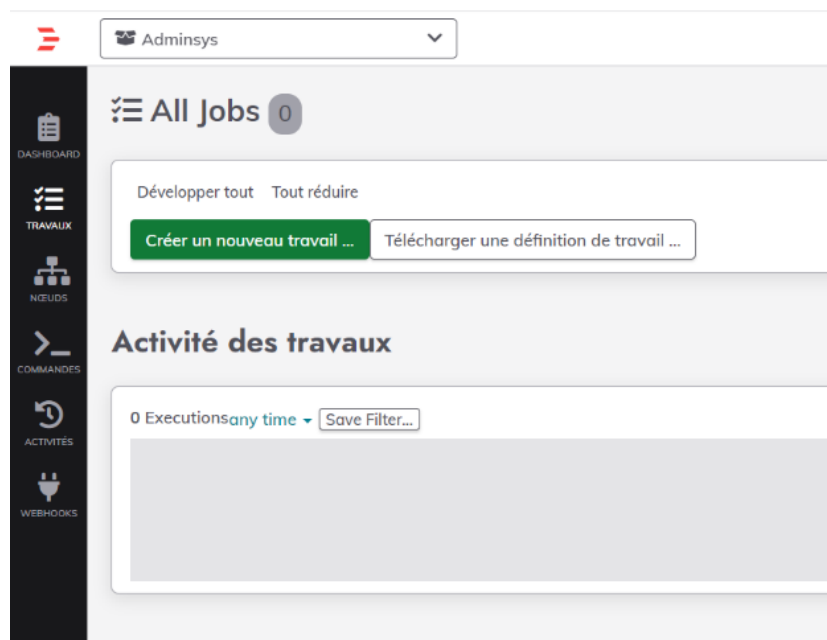 Adminsys
All Jobs 0
DASHBOARD
Développer tout Tout réduire
TRAVAUX
Créer un nouveau travail ... Télécharger une définition de travail ...
NŒUDS
Activité des travaux
COMMANDES
0 Executions any time Save Filter...
ACTIVITÉS
WEBHOOKS